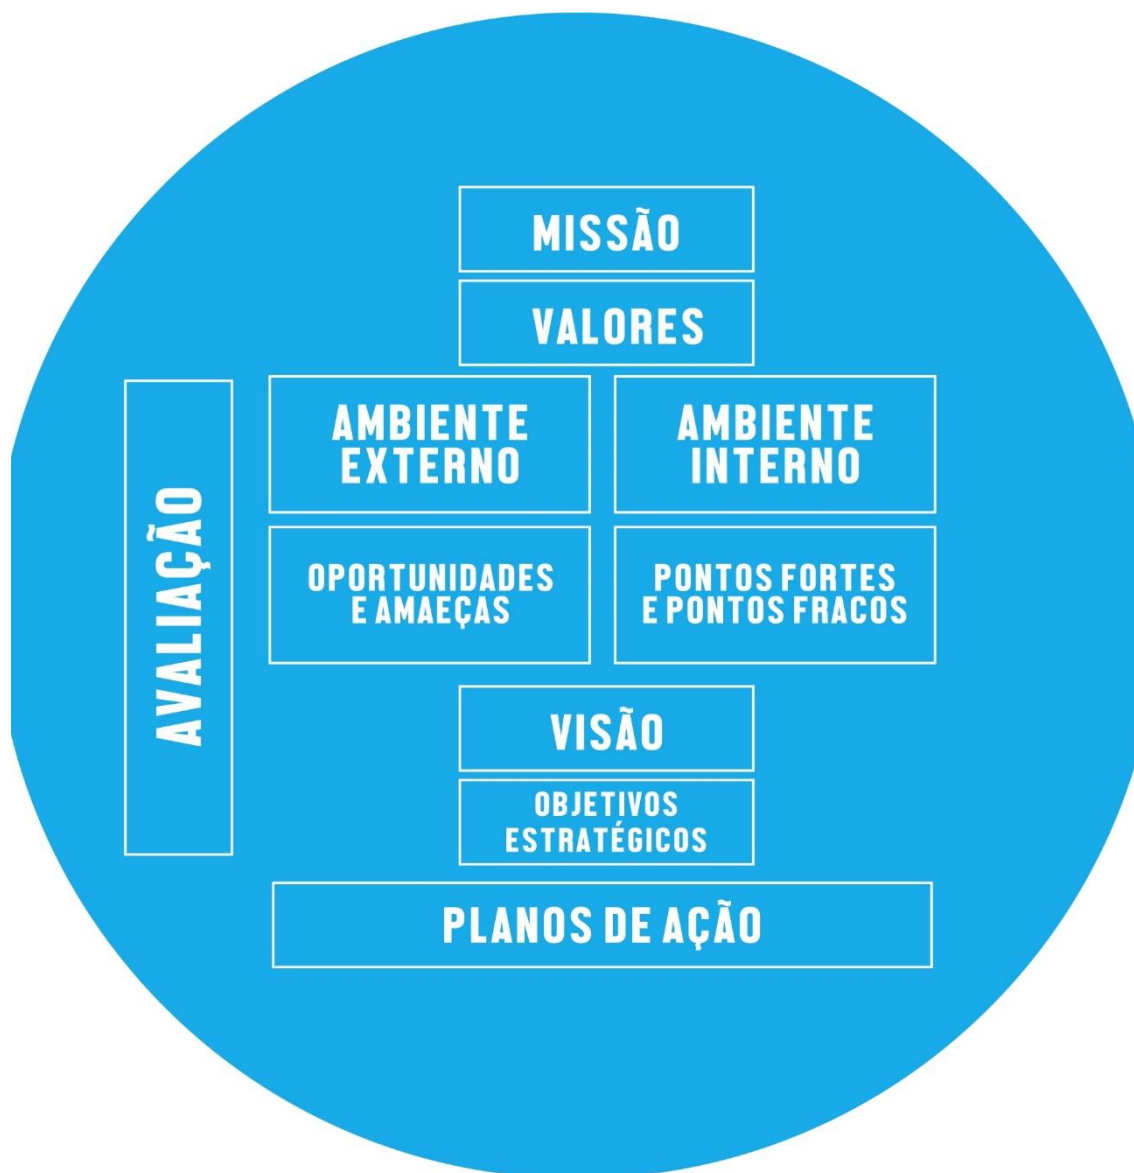 MISSÃO
VALORES
AMBIENTE
EXTERNO
AMBIENTE
INTERNO
AVALIAÇÃO
OPORTUNIDADES
E AMAEÇAS
PONTOS FORTES
E PONTOS FRACOS
VISÃO
OBJETIVOS
ESTRATÉGICOS
PLANOS DE AÇÃO